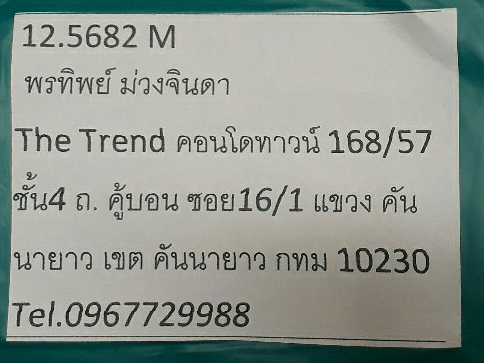 12.5682 M
พรทิพย์ ม่วงจินดา
The Trend คอนโดทาวน์ 168/57
ชั้น4 ถ. คู้บอน ซอย16/1 แขวง คัน
นายาว เขต คันนายาว กทม 10230
Tel.0967729988